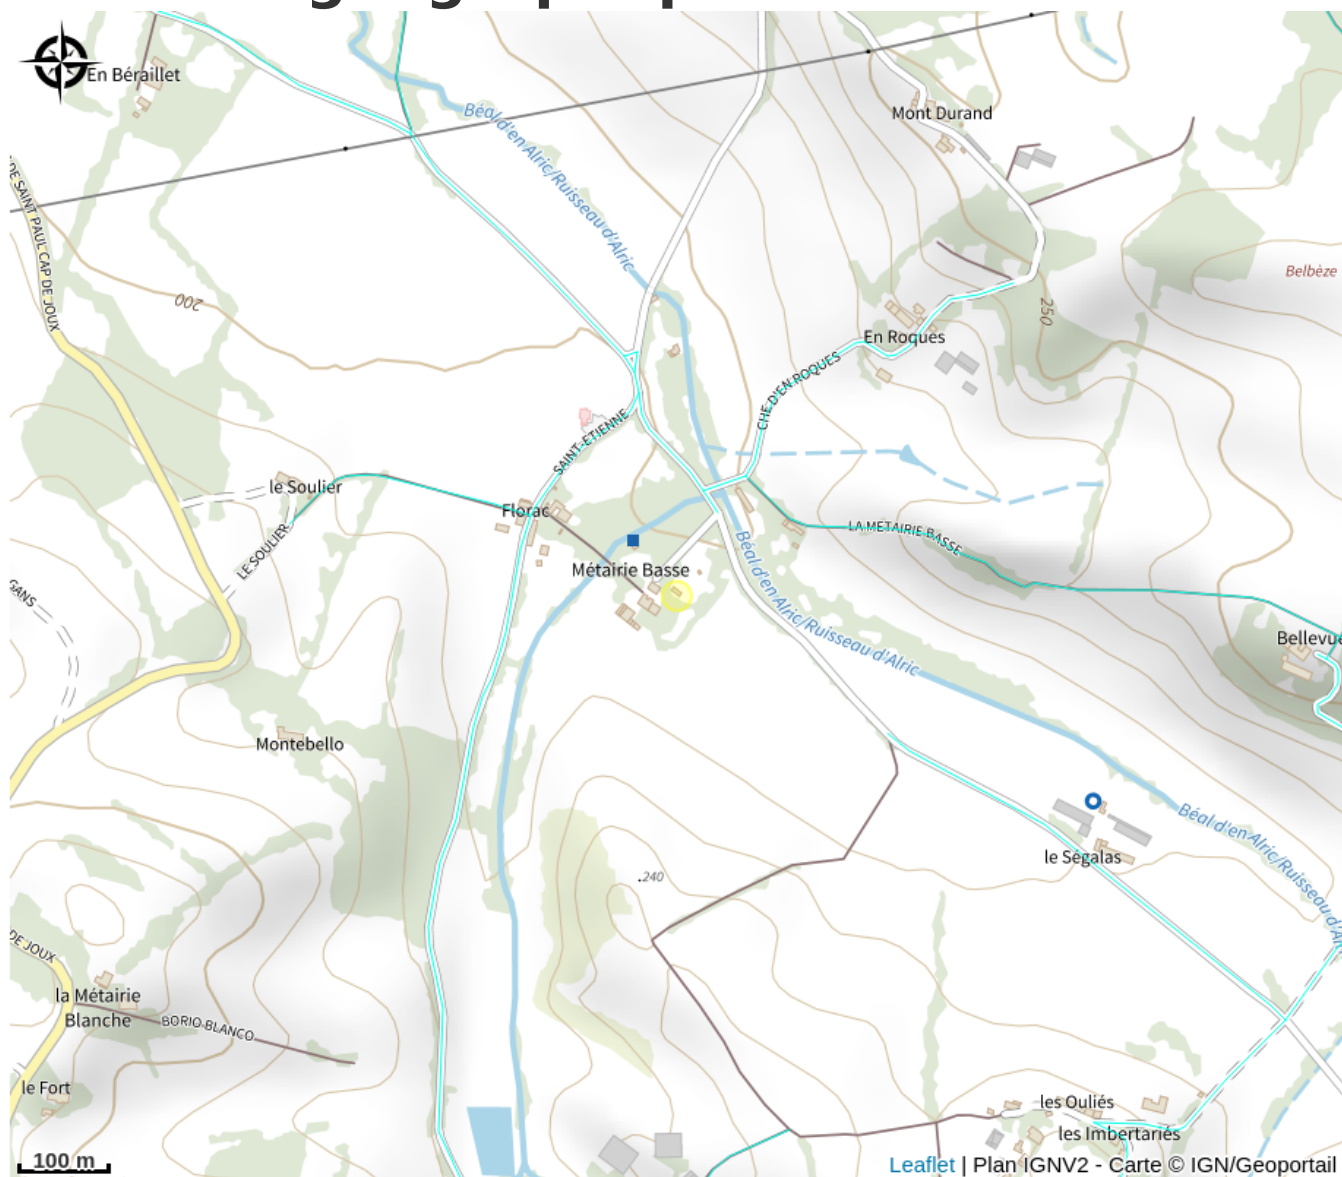 En Béraillet
Béal d'en Alric/Ruisseau d'Alric
Mont Durand
DE SAINT PAUL CAP DE JOUX
Belbèze
200
250
En Roques
CHE D'EN ROQUES
SAINT-ETIENNE
le Soulier
Florac
LE SOULIER
LA METAIRIE BASSE
Métairie Basse
GANS
Béal d'en Alric/Ruisseau d'Alric
Bellevue
Montebello
Béal d'en Alric/Ruisseau d'Al
le Ségalas
240
DE JOUX
la Métairie
Blanche
BORIO BLANCO
le Fort
les Ouliés
les Imbertariés
100 m
Leaflet | Plan IGNV2 - Carte © IGN/Geoportail